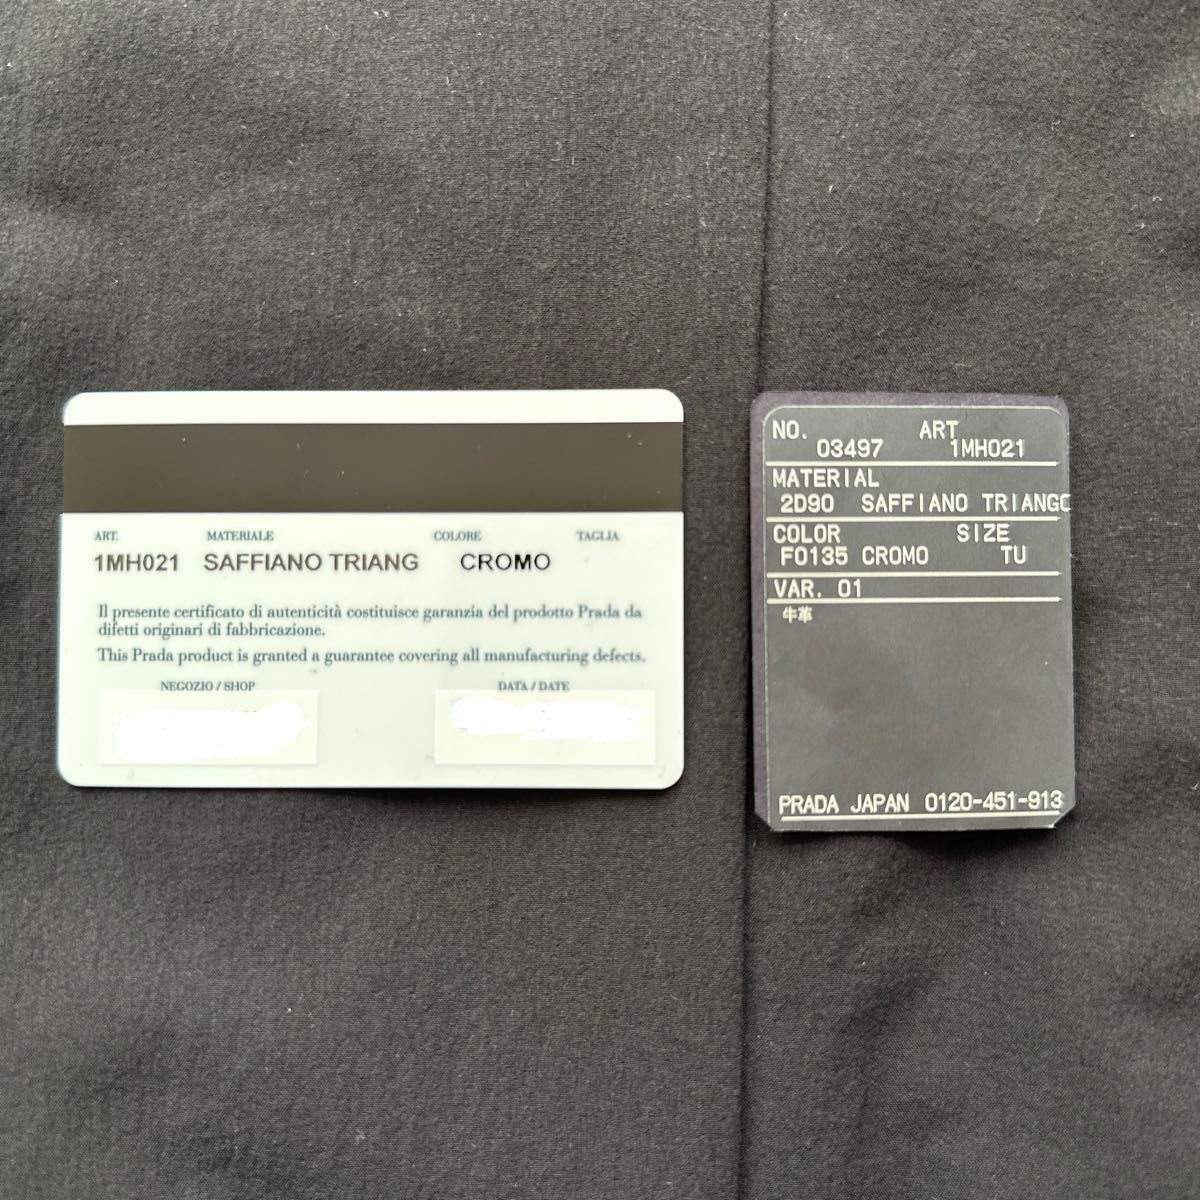 ART. MATERIALE COLORE TAGLIA
1MH021 SAFFIANO TRIANG CROMO
Il presente certificato di autenticità costituisce garanzia del prodotto Prada da
difetti originari di fabbricazione.
This Prada product is granted a guarantee covering all manufacturing defects.
NEGOZIO / SHOP DATA / DATE
NO. ART
03497 1MH021
MATERIAL
2D90 SAFFIANO TRIANGO
COLOR SIZE
F0135 CROMO TU
VAR. 01
牛革
PRADA JAPAN 0120-451-913